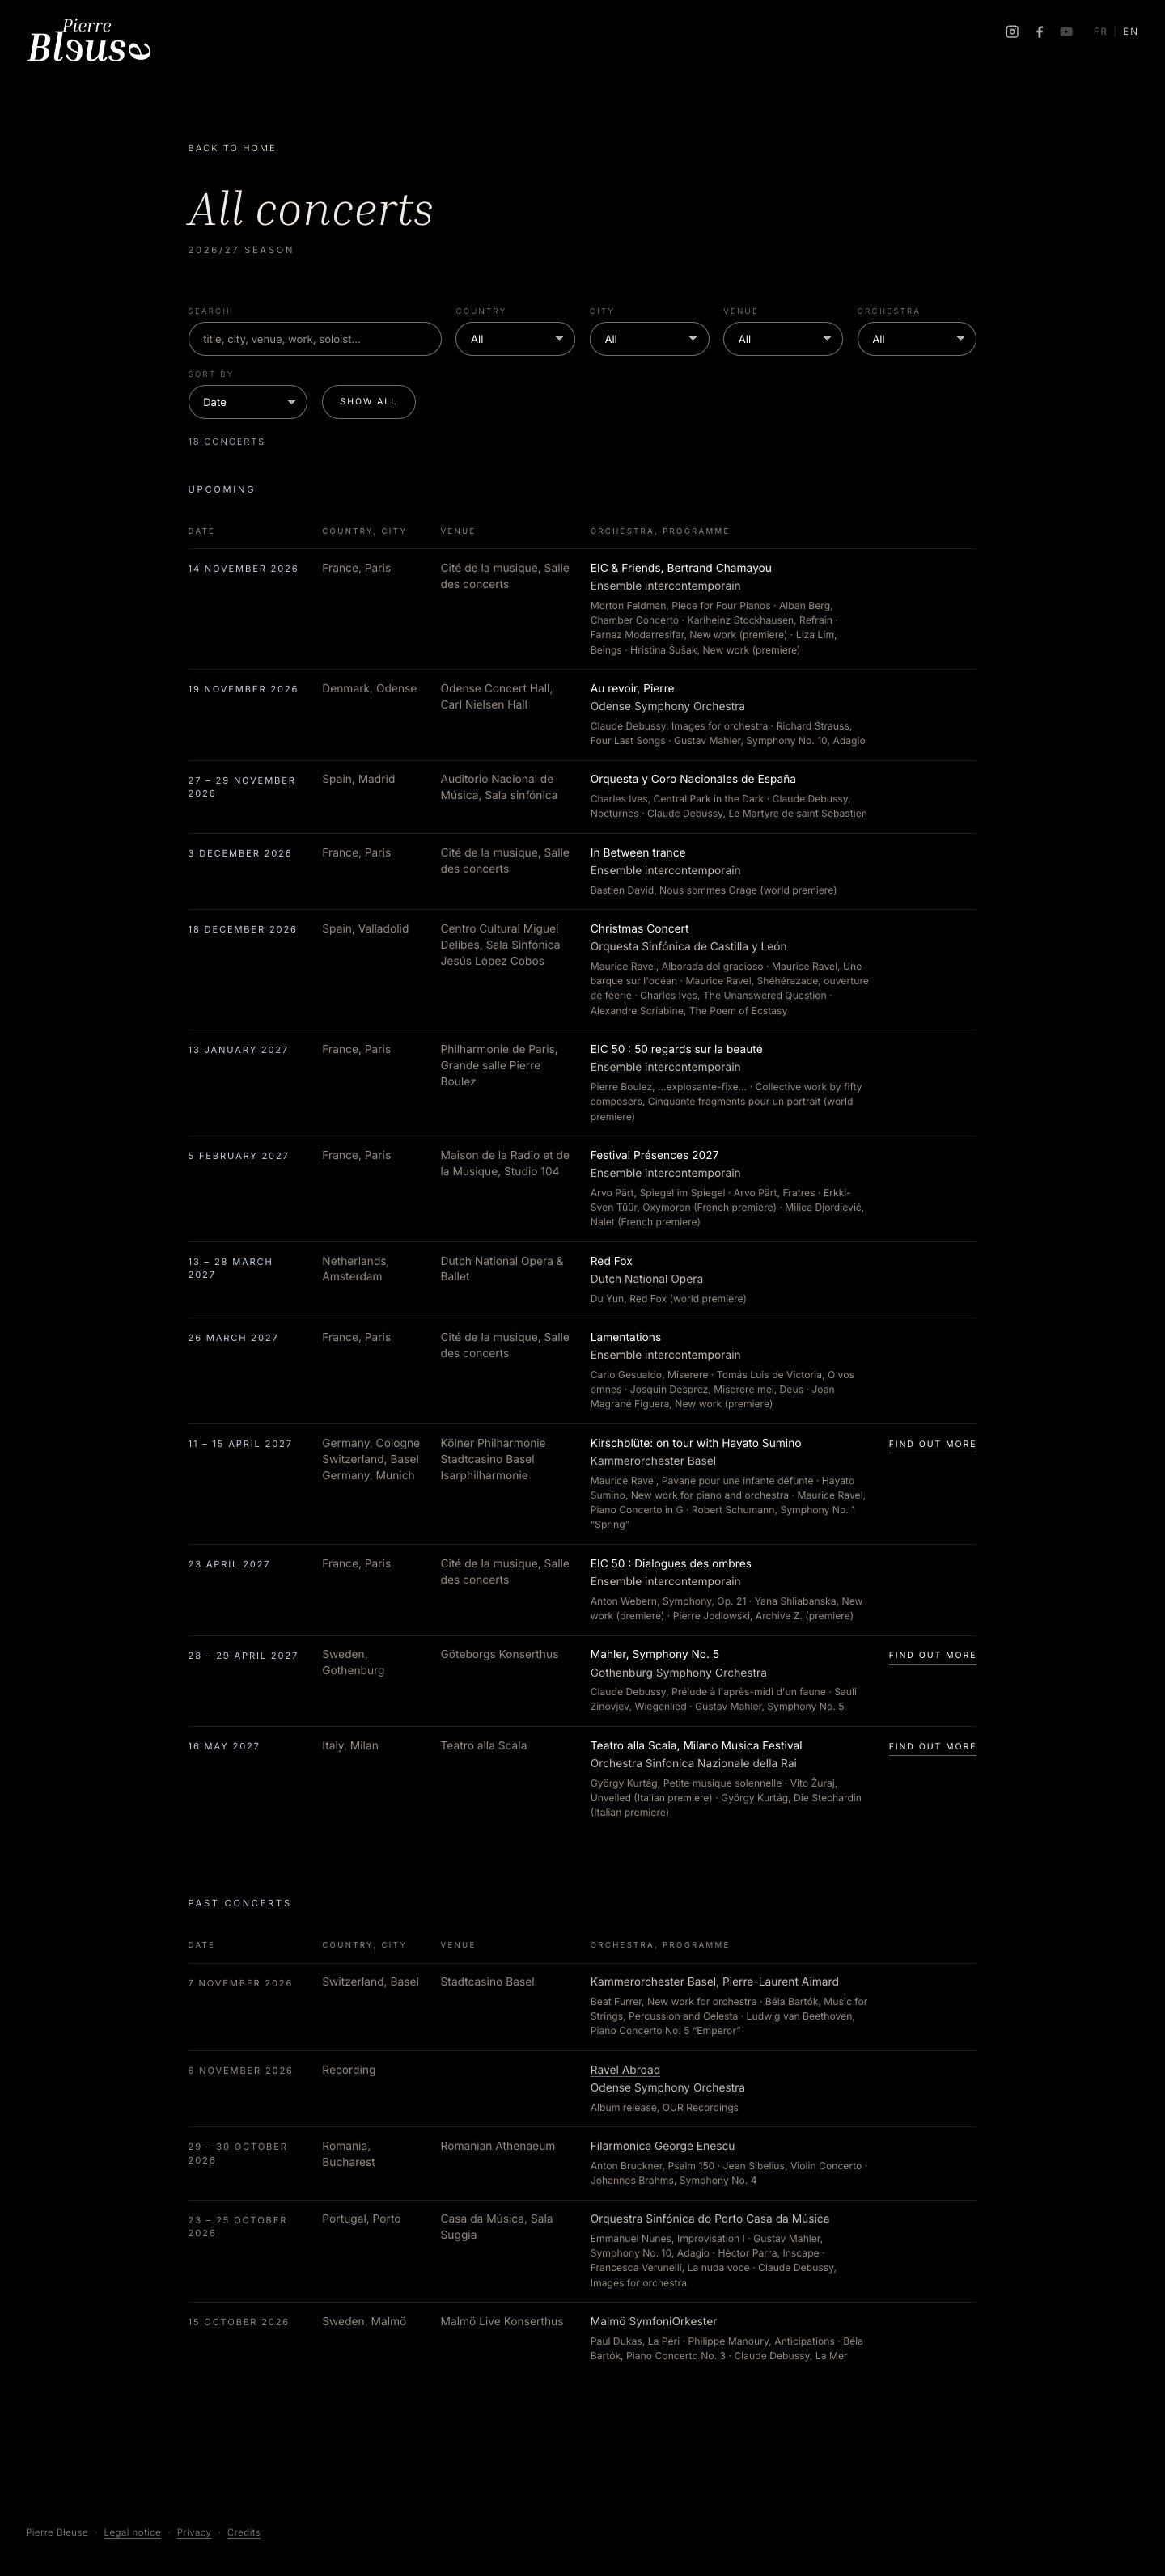 Pierre
Bleuse
FR | EN
BACK TO HOME
All concerts
2026/27 SEASON
SEARCH
COUNTRY
CITY
VENUE
ORCHESTRA
title, city, venue, work, soloist...
All
All
All
All
SORT BY
Date
SHOW ALL
18 CONCERTS
UPCOMING
DATE
COUNTRY, CITY
VENUE
ORCHESTRA, PROGRAMME
14 NOVEMBER 2026
France, Paris
Cité de la musique, Salle
des concerts
EIC & Friends, Bertrand Chamayou
Ensemble intercontemporain
Morton Feldman, Piece for Four Pianos · Alban Berg,
Chamber Concerto · Karlheinz Stockhausen, Refrain ·
Farnaz Modarresifar, New work (premiere) · Liza Lim,
Beings · Hristina Šušak, New work (premiere)
19 NOVEMBER 2026
Denmark, Odense
Odense Concert Hall,
Carl Nielsen Hall
Au revoir, Pierre
Odense Symphony Orchestra
Claude Debussy, Images for orchestra · Richard Strauss,
Four Last Songs · Gustav Mahler, Symphony No. 10, Adagio
27 – 29 NOVEMBER
2026
Spain, Madrid
Auditorio Nacional de
Música, Sala sinfónica
Orquesta y Coro Nacionales de España
Charles Ives, Central Park in the Dark · Claude Debussy,
Nocturnes · Claude Debussy, Le Martyre de saint Sébastien
3 DECEMBER 2026
France, Paris
Cité de la musique, Salle
des concerts
In Between trance
Ensemble intercontemporain
Bastien David, Nous sommes Orage (world premiere)
18 DECEMBER 2026
Spain, Valladolid
Centro Cultural Miguel
Delibes, Sala Sinfónica
Jesús López Cobos
Christmas Concert
Orquesta Sinfónica de Castilla y León
Maurice Ravel, Alborada del gracioso · Maurice Ravel, Une
barque sur l'océan · Maurice Ravel, Shéhérazade, ouverture
de féerie · Charles Ives, The Unanswered Question ·
Alexandre Scriabine, The Poem of Ecstasy
13 JANUARY 2027
France, Paris
Philharmonie de Paris,
Grande salle Pierre
Boulez
EIC 50 : 50 regards sur la beauté
Ensemble intercontemporain
Pierre Boulez, …explosante-fixe… · Collective work by fifty
composers, Cinquante fragments pour un portrait (world
premiere)
5 FEBRUARY 2027
France, Paris
Maison de la Radio et de
la Musique, Studio 104
Festival Présences 2027
Ensemble intercontemporain
Arvo Pärt, Spiegel im Spiegel · Arvo Pärt, Fratres · Erkki-
Sven Tüür, Oxymoron (French premiere) · Milica Djordjević,
Nalet (French premiere)
13 – 28 MARCH
2027
Netherlands,
Amsterdam
Dutch National Opera &
Ballet
Red Fox
Dutch National Opera
Du Yun, Red Fox (world premiere)
26 MARCH 2027
France, Paris
Cité de la musique, Salle
des concerts
Lamentations
Ensemble intercontemporain
Carlo Gesualdo, Miserere · Tomás Luis de Victoria, O vos
omnes · Josquin Desprez, Miserere mei, Deus · Joan
Magrané Figuera, New work (premiere)
11 – 15 APRIL 2027
Germany, Cologne
Switzerland, Basel
Germany, Munich
Kölner Philharmonie
Stadtcasino Basel
Isarphilharmonie
Kirschblüte: on tour with Hayato Sumino
Kammerorchester Basel
Maurice Ravel, Pavane pour une infante défunte · Hayato
Sumino, New work for piano and orchestra · Maurice Ravel,
Piano Concerto in G · Robert Schumann, Symphony No. 1
“Spring”
FIND OUT MORE
23 APRIL 2027
France, Paris
Cité de la musique, Salle
des concerts
EIC 50 : Dialogues des ombres
Ensemble intercontemporain
Anton Webern, Symphony, Op. 21 · Yana Shliabanska, New
work (premiere) · Pierre Jodlowski, Archive Z. (premiere)
28 – 29 APRIL 2027
Sweden,
Gothenburg
Göteborgs Konserthus
Mahler, Symphony No. 5
Gothenburg Symphony Orchestra
Claude Debussy, Prélude à l'après-midi d'un faune · Sauli
Zinovjev, Wiegenlied · Gustav Mahler, Symphony No. 5
FIND OUT MORE
16 MAY 2027
Italy, Milan
Teatro alla Scala
Teatro alla Scala, Milano Musica Festival
Orchestra Sinfonica Nazionale della Rai
György Kurtág, Petite musique solennelle · Vito Žuraj,
Unveiled (Italian premiere) · György Kurtág, Die Stechardin
(Italian premiere)
FIND OUT MORE
PAST CONCERTS
DATE
COUNTRY, CITY
VENUE
ORCHESTRA, PROGRAMME
7 NOVEMBER 2026
Switzerland, Basel
Stadtcasino Basel
Kammerorchester Basel, Pierre-Laurent Aimard
Beat Furrer, New work for orchestra · Béla Bartók, Music for
Strings, Percussion and Celesta · Ludwig van Beethoven,
Piano Concerto No. 5 “Emperor”
6 NOVEMBER 2026
Recording
Ravel Abroad
Odense Symphony Orchestra
Album release, OUR Recordings
29 – 30 OCTOBER
2026
Romania,
Bucharest
Romanian Athenaeum
Filarmonica George Enescu
Anton Bruckner, Psalm 150 · Jean Sibelius, Violin Concerto ·
Johannes Brahms, Symphony No. 4
23 – 25 OCTOBER
2026
Portugal, Porto
Casa da Música, Sala
Suggia
Orquestra Sinfónica do Porto Casa da Música
Emmanuel Nunes, Improvisation I · Gustav Mahler,
Symphony No. 10, Adagio · Hèctor Parra, Inscape ·
Francesca Verunelli, La nuda voce · Claude Debussy,
Images for orchestra
15 OCTOBER 2026
Sweden, Malmö
Malmö Live Konserthus
Malmö SymfoniOrkester
Paul Dukas, La Péri · Philippe Manoury, Anticipations · Béla
Bartók, Piano Concerto No. 3 · Claude Debussy, La Mer
Pierre Bleuse · Legal notice · Privacy · Credits